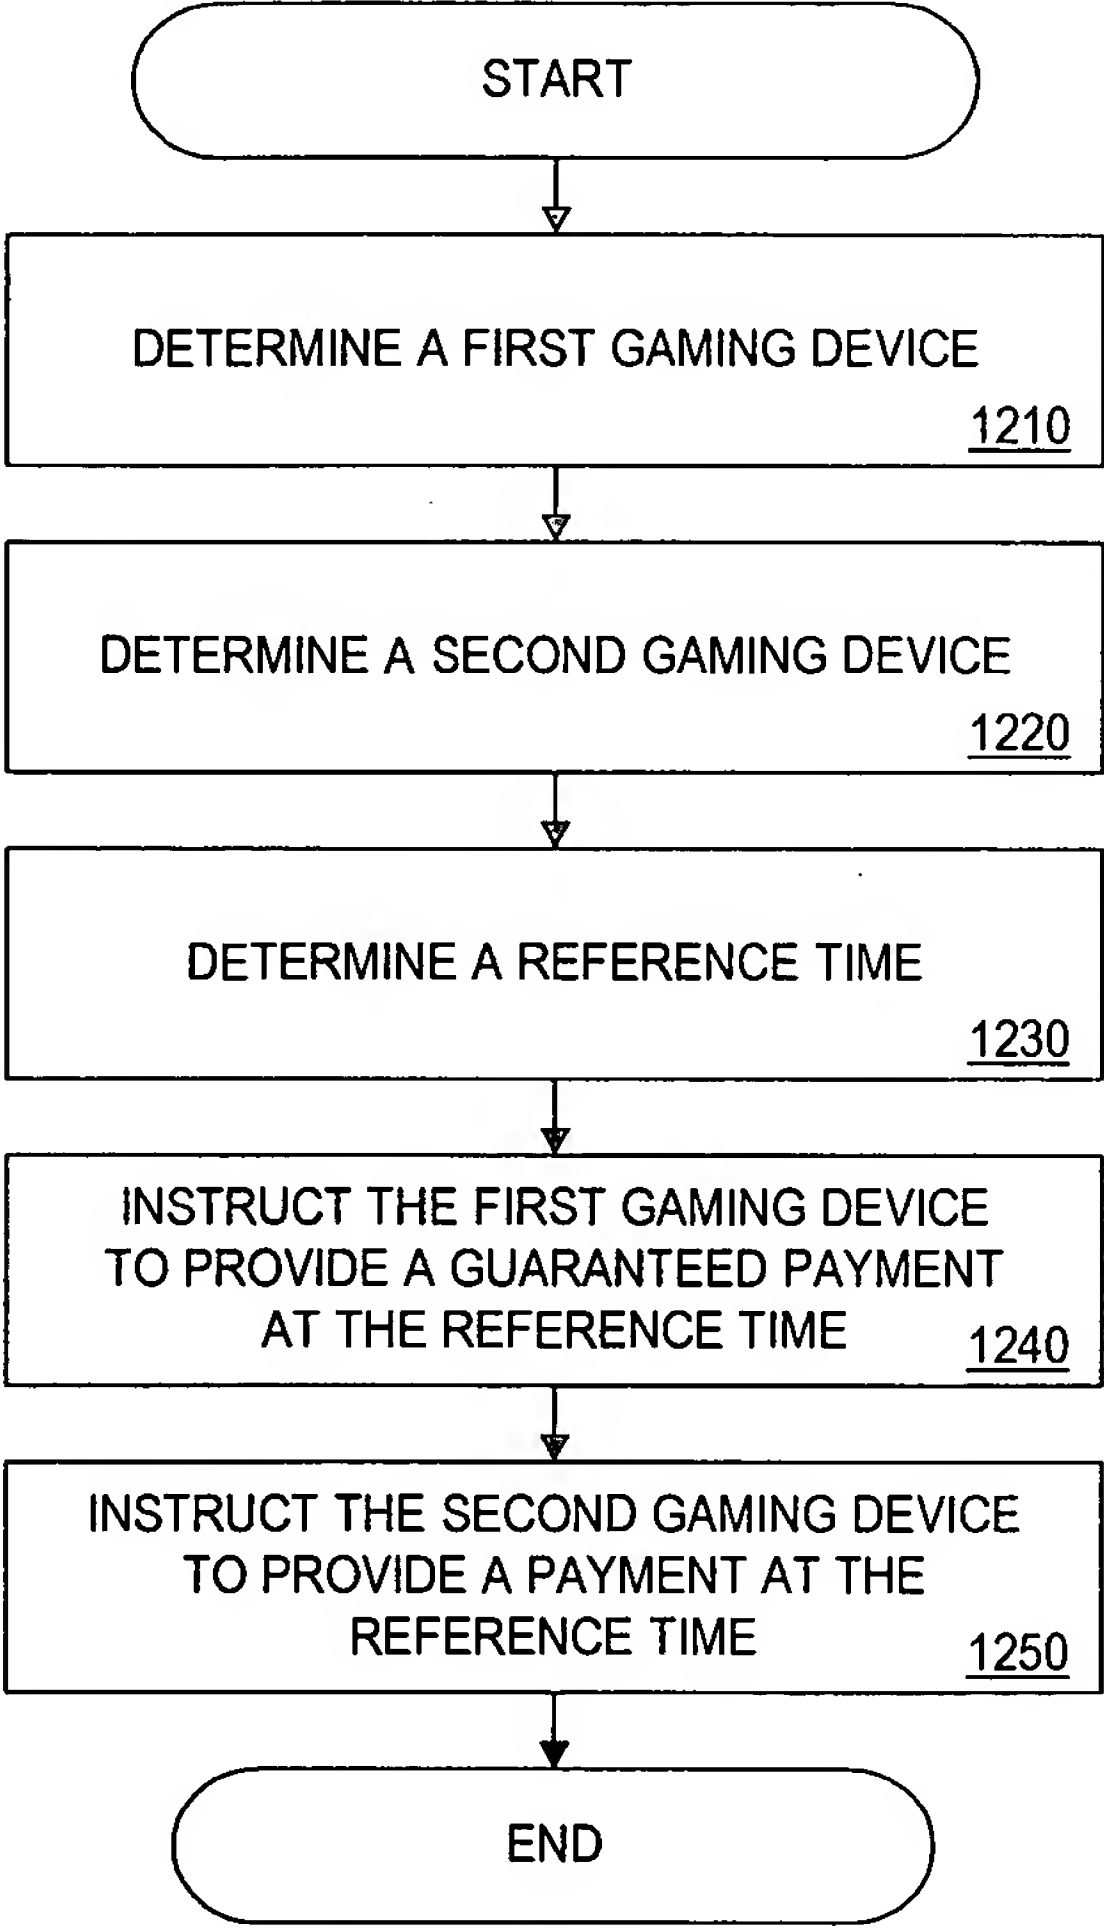 START
DETERMINE A FIRST GAMING DEVICE
1210
DETERMINE A SECOND GAMING DEVICE
1220
DETERMINE A REFERENCE TIME
1230
INSTRUCT THE FIRST GAMING DEVICE
TO PROVIDE A GUARANTEED PAYMENT
AT THE REFERENCE TIME
1240
INSTRUCT THE SECOND GAMING DEVICE
TO PROVIDE A PAYMENT AT THE
REFERENCE TIME
1250
END